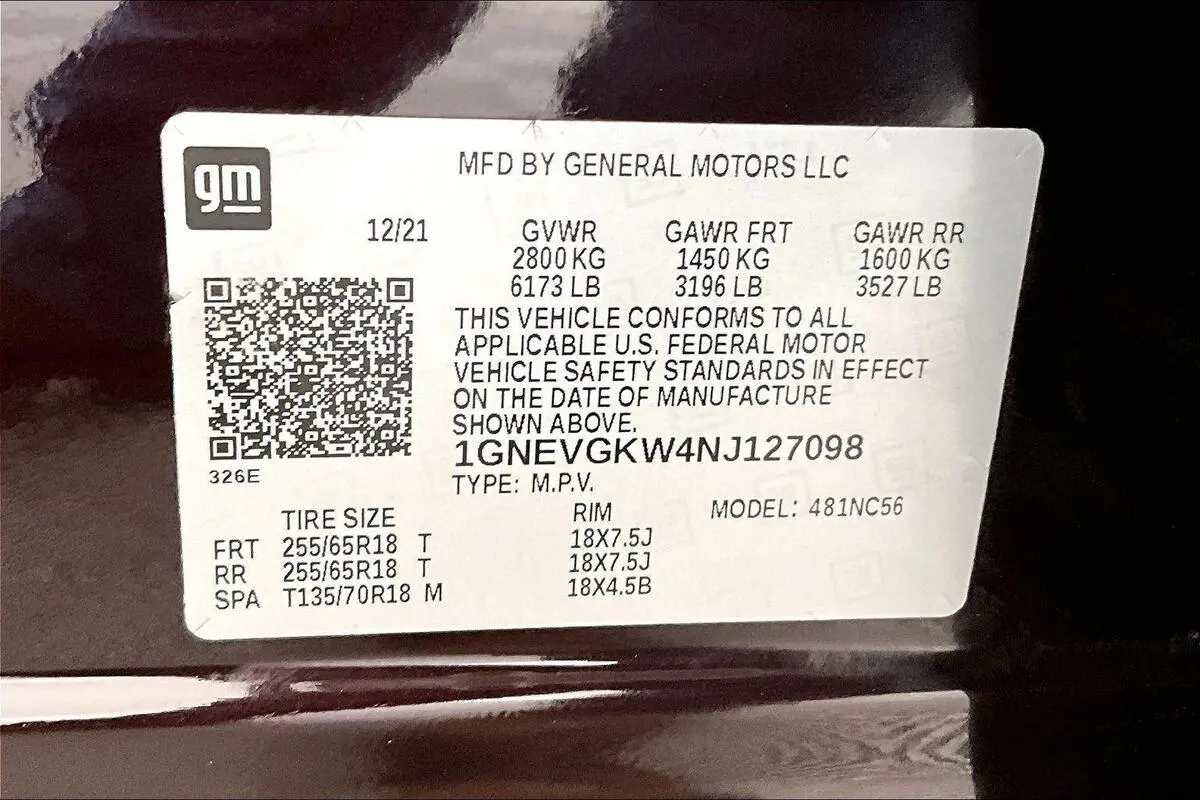 gm
MFD BY GENERAL MOTORS LLC
12/21 GVWR GAWR FRT GAWR RR
2800 KG 1450 KG 1600 KG
6173 LB 3196 LB 3527 LB
THIS VEHICLE CONFORMS TO ALL
APPLICABLE U.S. FEDERAL MOTOR
VEHICLE SAFETY STANDARDS IN EFFECT
ON THE DATE OF MANUFACTURE
SHOWN ABOVE.
1GNEVGKW4NJ127098
326E
TYPE: M.P.V. MODEL: 481NC56
TIRE SIZE RIM
FRT 255/65R18 T 18X7.5J
RR 255/65R18 T 18X7.5J
SPA T135/70R18 M 18X4.5B